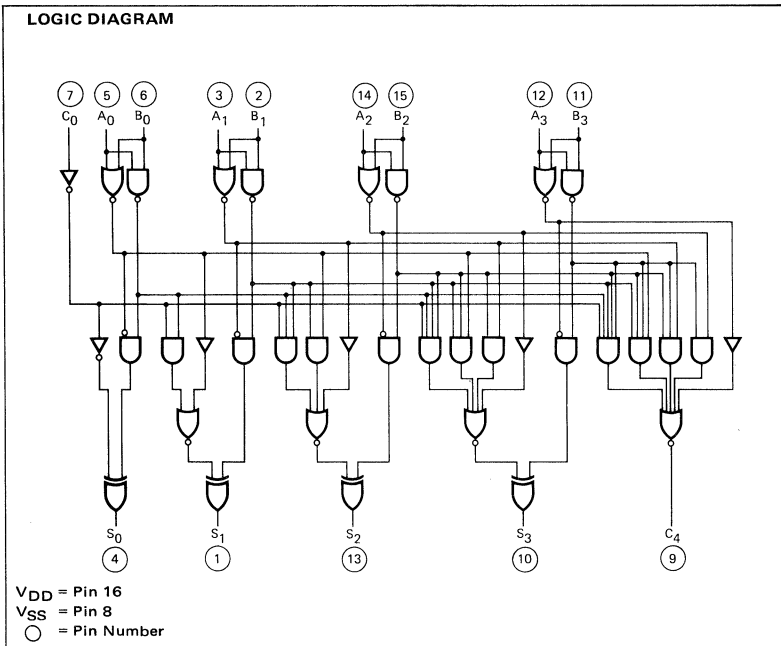 LOGIC DIAGRAM
7 5 6 3 2 14 15 12 11
C0 A0 B0 A1 B1 A2 B2 A3 B3
S0 S1 S2 S3 C4
4 1 13 10 9
VDD = Pin 16
VSS = Pin 8
= Pin Number